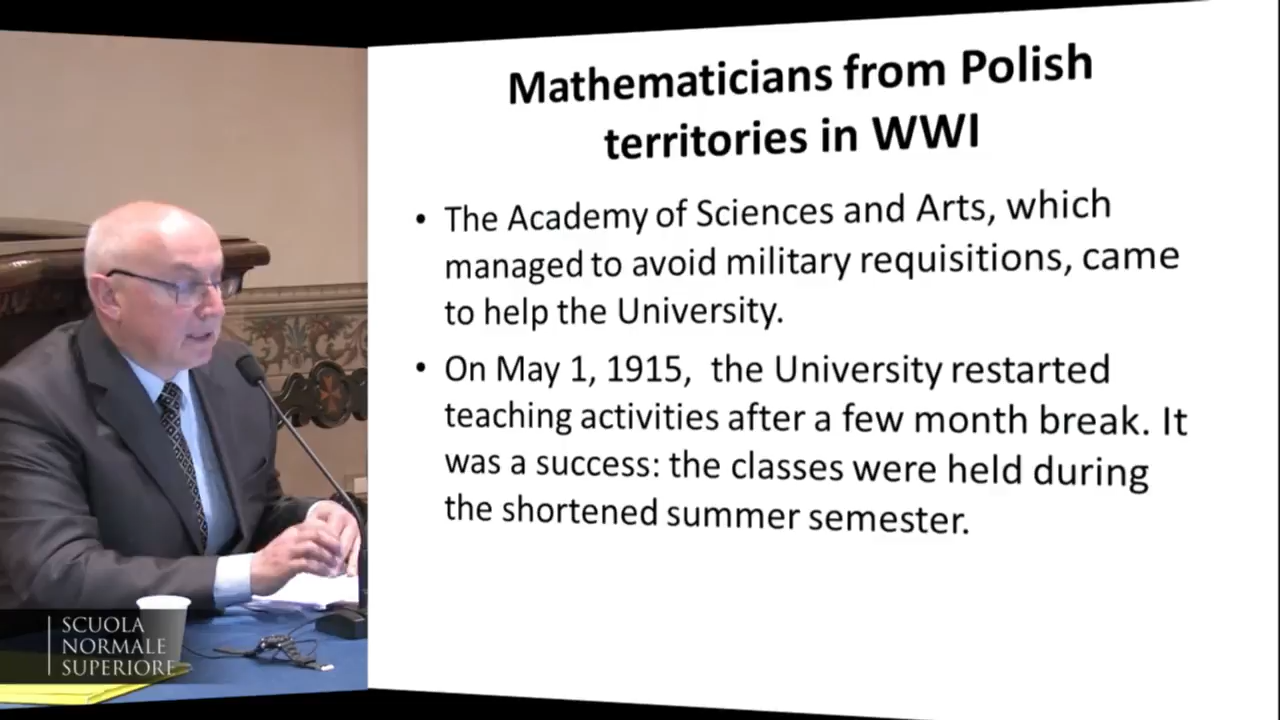 Mathematicians from Polish
territories in WWI
• The Academy of Sciences and Arts, which
managed to avoid military requisitions, came
to help the University.
• On May 1, 1915, the University restarted
teaching activities after a few month break. It
was a success: the classes were held during
the shortened summer semester.
SCUOLA
NORMALE
SUPERIORE